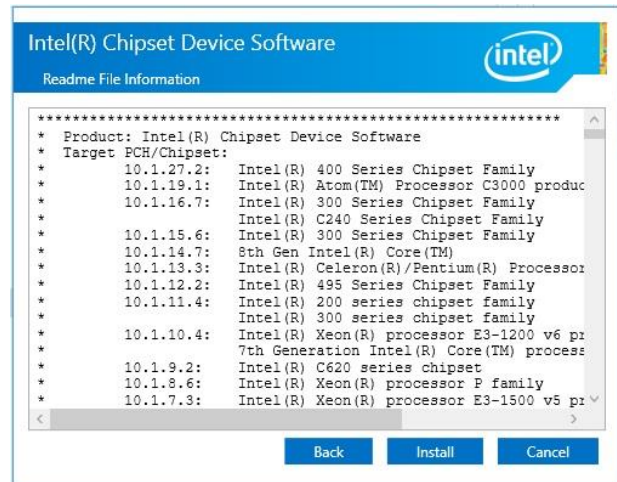 Intel(R) Chipset Device Software
intel
Readme File Information
************************************************************
* Product: Intel(R) Chipset Device Software
* Target PCH/Chipset:
* 10.1.27.2: Intel(R) 400 Series Chipset Family
* 10.1.19.1: Intel(R) Atom(TM) Processor C3000 produc
* 10.1.16.7: Intel(R) 300 Series Chipset Family
* Intel(R) C240 Series Chipset Family
* 10.1.15.6: Intel(R) 300 Series Chipset Family
* 10.1.14.7: 8th Gen Intel(R) Core(TM)
* 10.1.13.3: Intel(R) Celeron(R)/Pentium(R) Processor
* 10.1.12.2: Intel(R) 495 Series Chipset Family
* 10.1.11.4: Intel(R) 200 series chipset family
* Intel(R) 300 series chipset family
* 10.1.10.4: Intel(R) Xeon(R) processor E3-1200 v6 pr
* 7th Generation Intel(R) Core(TM) process
* 10.1.9.2: Intel(R) C620 series chipset
* 10.1.8.6: Intel(R) Xeon(R) processor P family
* 10.1.7.3: Intel(R) Xeon(R) processor E3-1500 v5 pr
Back Install Cancel